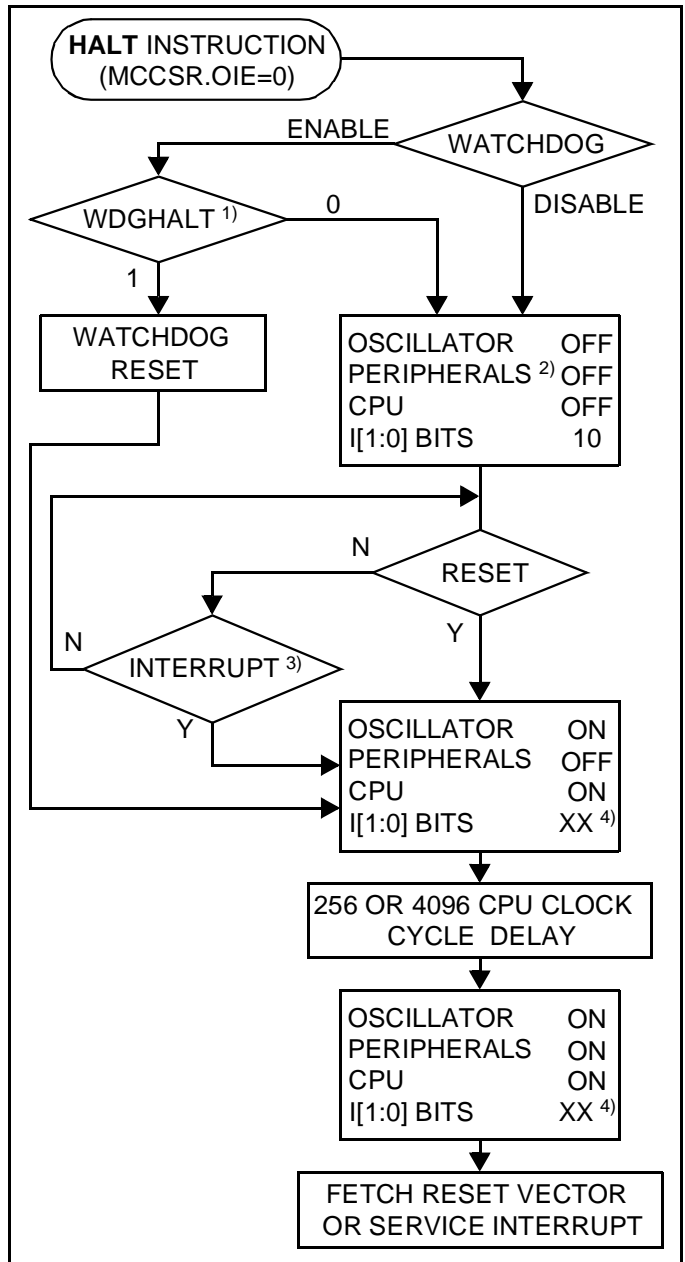 HALT INSTRUCTION
(MCCSR.OIE=0)
ENABLE
WATCHDOG
WDGHALT 1)
0
DISABLE
1
WATCHDOG
RESET
OSCILLATOR OFF
PERIPHERALS 2) OFF
CPU OFF
I[1:0] BITS 10
N
RESET
N
INTERRUPT 3)
Y
Y
OSCILLATOR ON
PERIPHERALS OFF
CPU ON
I[1:0] BITS XX 4)
256 OR 4096 CPU CLOCK
CYCLE DELAY
OSCILLATOR ON
PERIPHERALS ON
CPU ON
I[1:0] BITS XX 4)
FETCH RESET VECTOR
OR SERVICE INTERRUPT